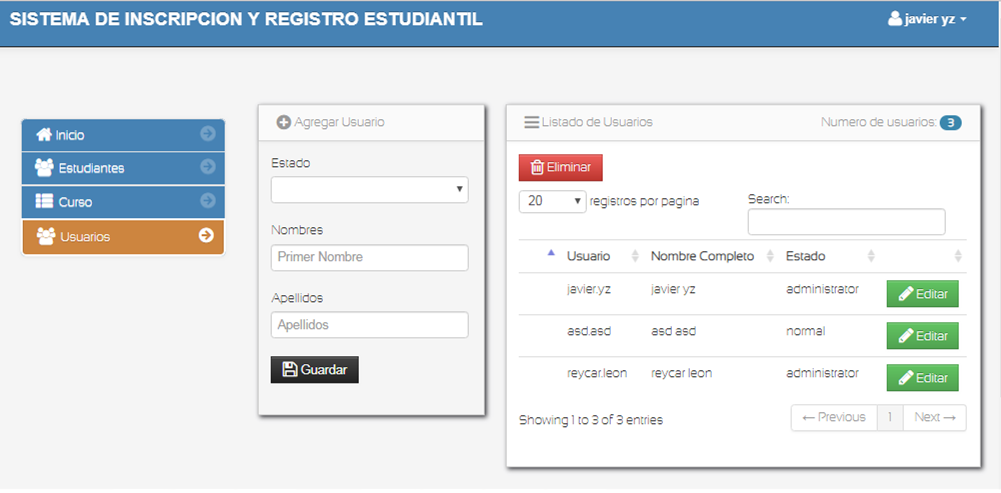 SISTEMA DE INSCRIPCION Y REGISTRO ESTUDIANTIL
javier yz
Inicio
Estudiantes
Curso
Usuarios
Agregar Usuario
Estado
Nombres
Primer Nombre
Apellidos
Apellidos
Guardar
Listado de Usuarios
Numero de usuarios: 3
Eliminar
20 registros por pagina
Search:
Usuario Nombre Completo Estado
javier.yz javier yz administrator Editar
asd.asd asd asd normal Editar
reycar.leon reycar leon administrator Editar
Showing 1 to 3 of 3 entries
← Previous 1 Next →